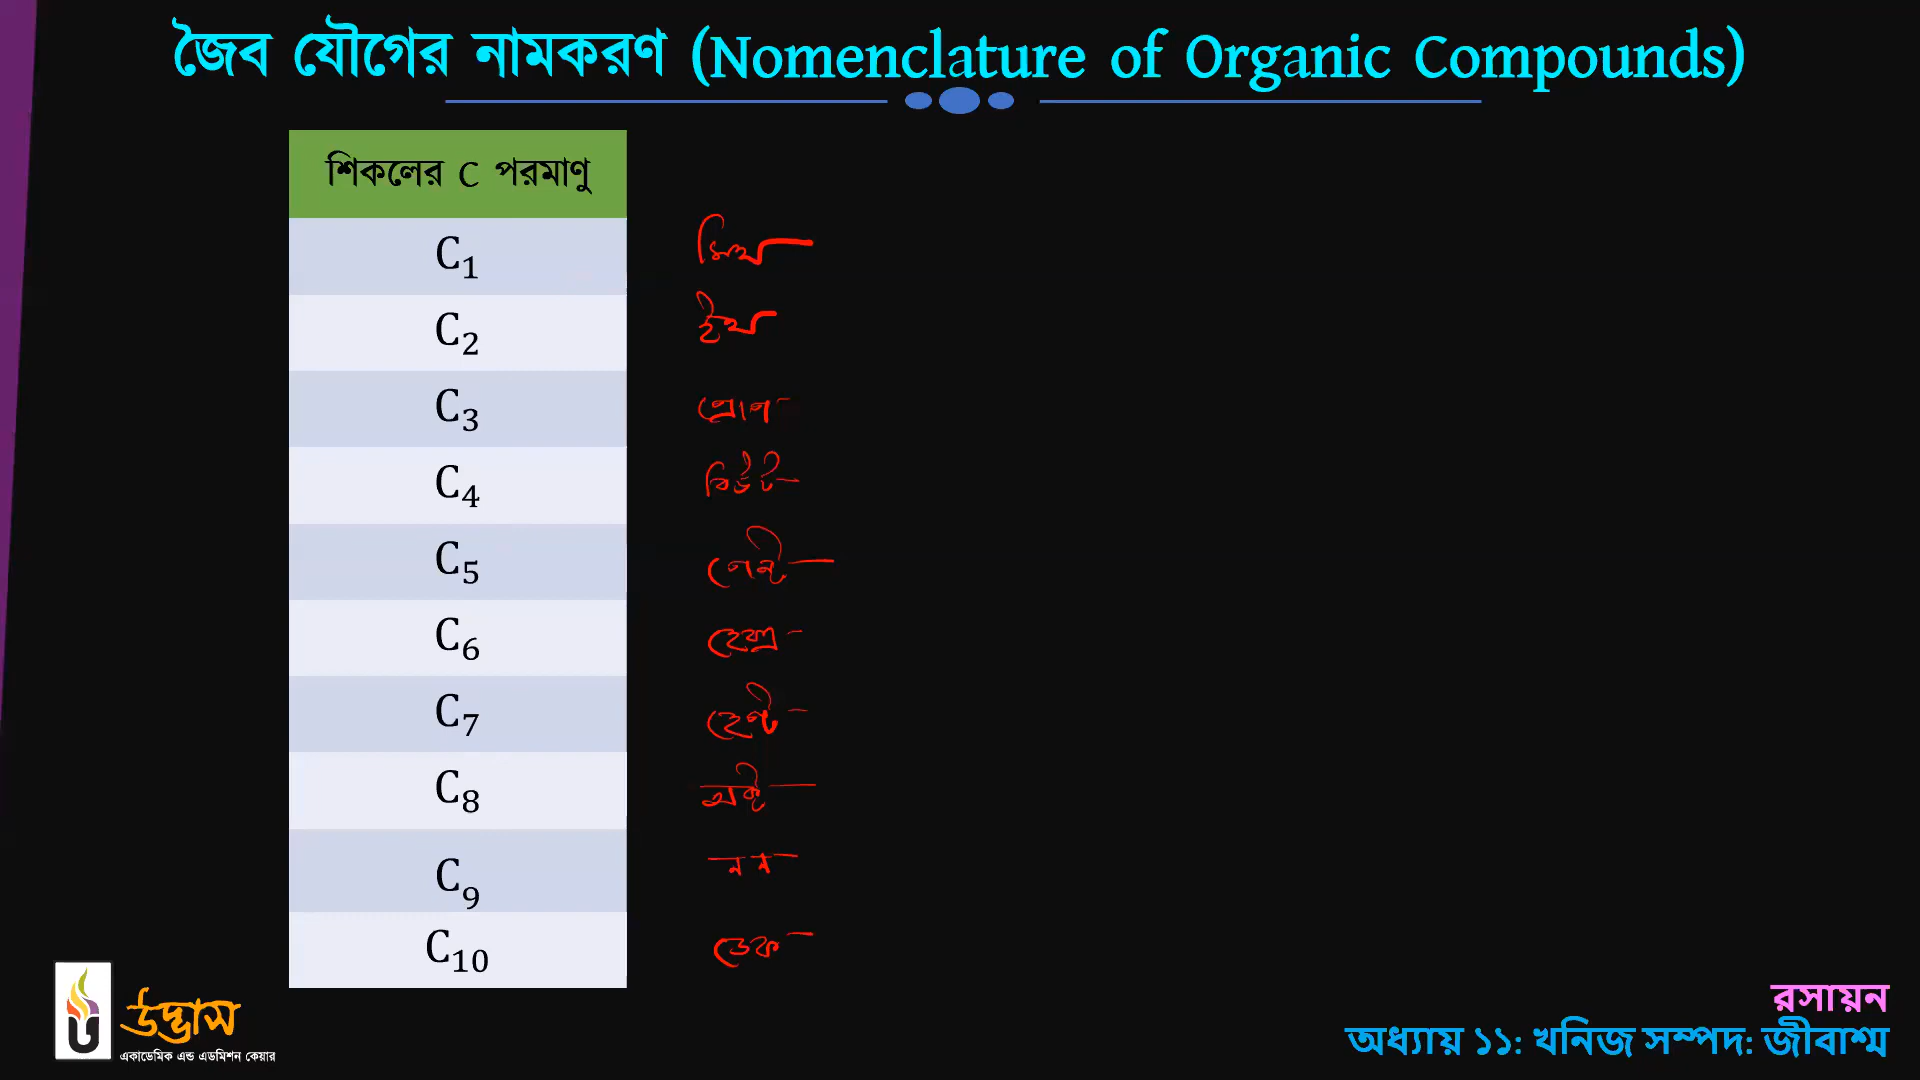 জৈব যৌগের নামকরণ (Nomenclature of Organic Compounds)
শিকলের C পরমাণু
C₁ মিথ—
C₂ ইথ—
C₃ প্রোপ-
C₄ বিউট-
C₅ পেন্ট—
C₆ হেক্স-
C₇ হেপ্ট-
C₈ অক্ট—
C₉ নন-
C₁₀ ডেক-
উদ্ভাস
একাডেমিক এন্ড এডমিশন কেয়ার
রসায়ন
অধ্যায় ১১: খনিজ সম্পদ: জীবাশ্ম